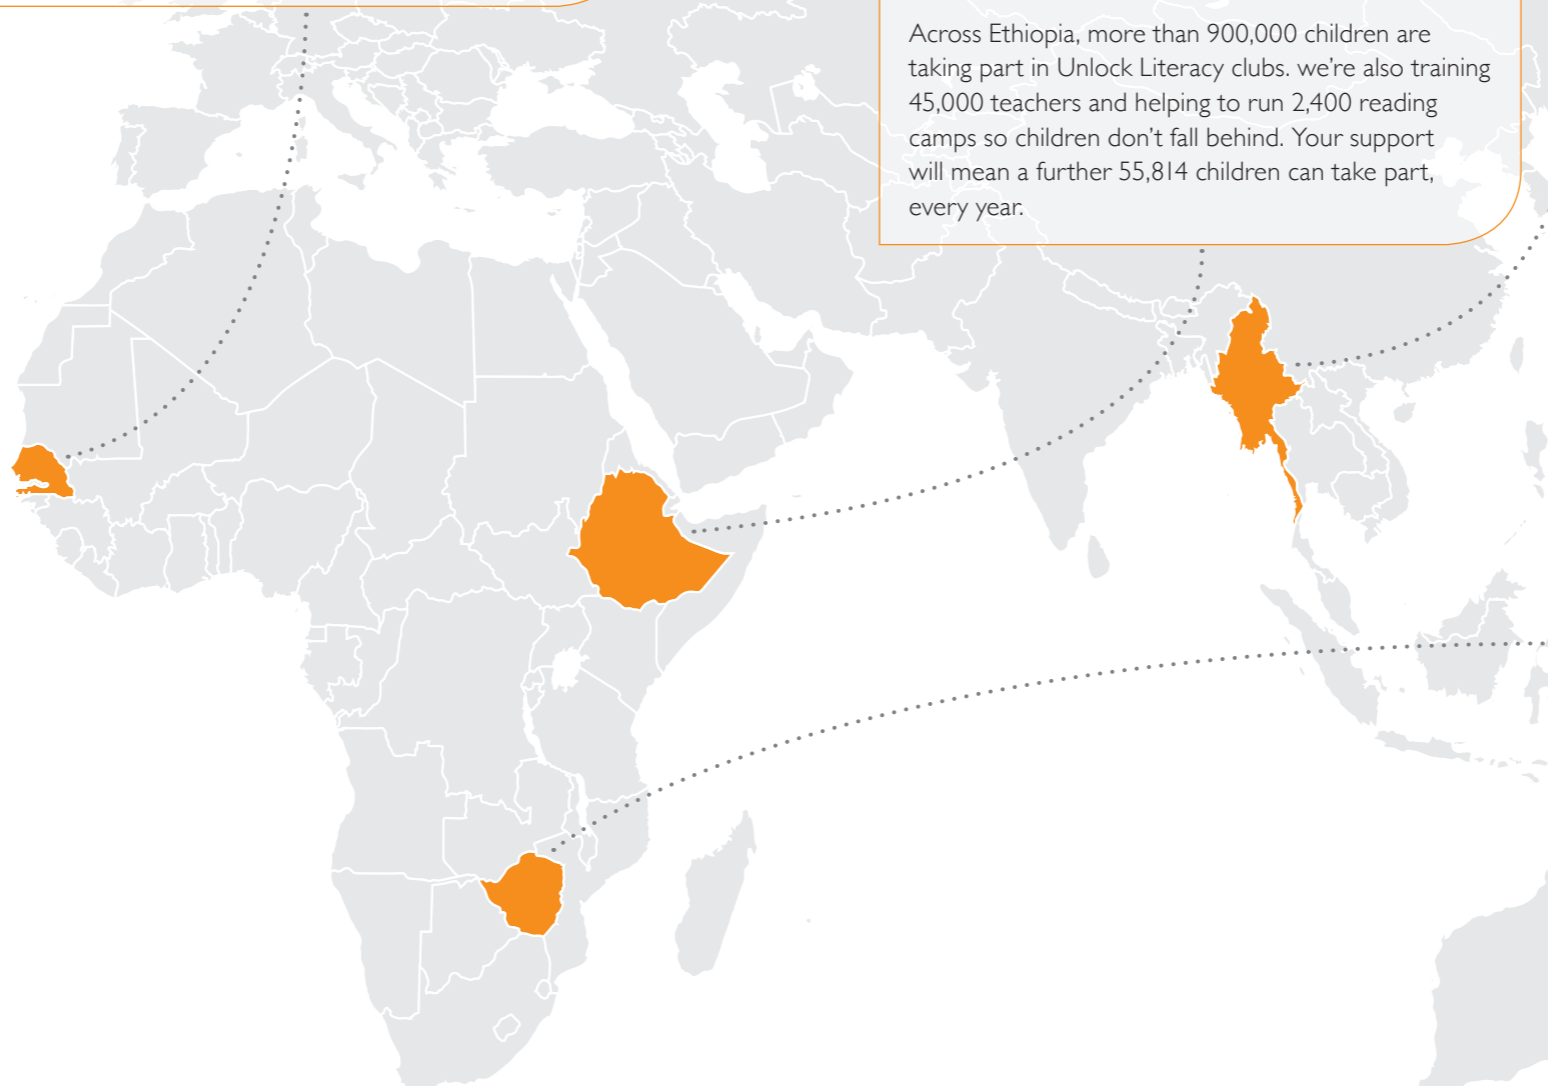 Across Ethiopia, more than 900,000 children are
taking part in Unlock Literacy clubs. we’re also training
45,000 teachers and helping to run 2,400 reading
camps so children don’t fall behind. Your support
will mean a further 55,814 children can take part,
every year.